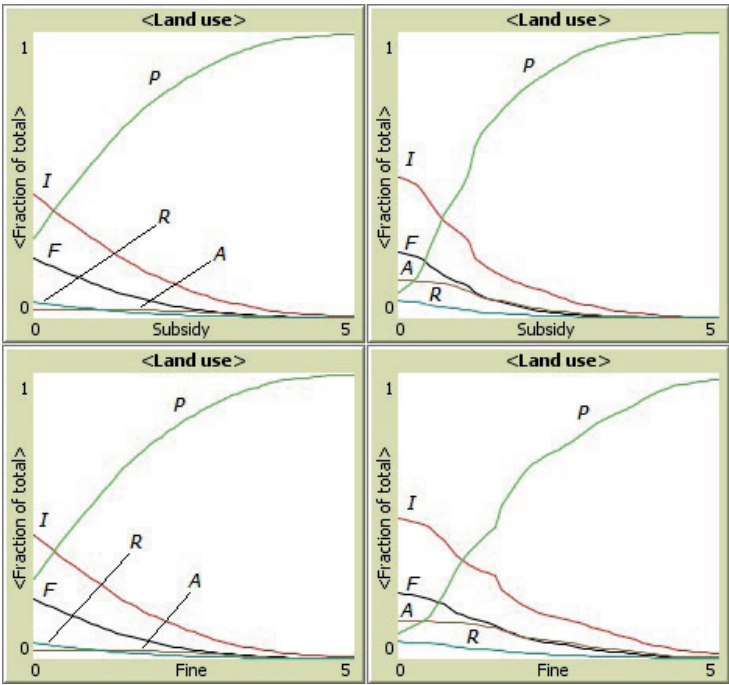 <Land use>
1
<Fraction of total>
P
I
R
F
A
0
0 Subsidy 5
<Land use>
1
<Fraction of total>
P
I
F
A
R
0
0 Subsidy 5
<Land use>
1
<Fraction of total>
P
I
R
F
A
0
0 Fine 5
<Land use>
1
<Fraction of total>
P
I
F
A
R
0
0 Fine 5